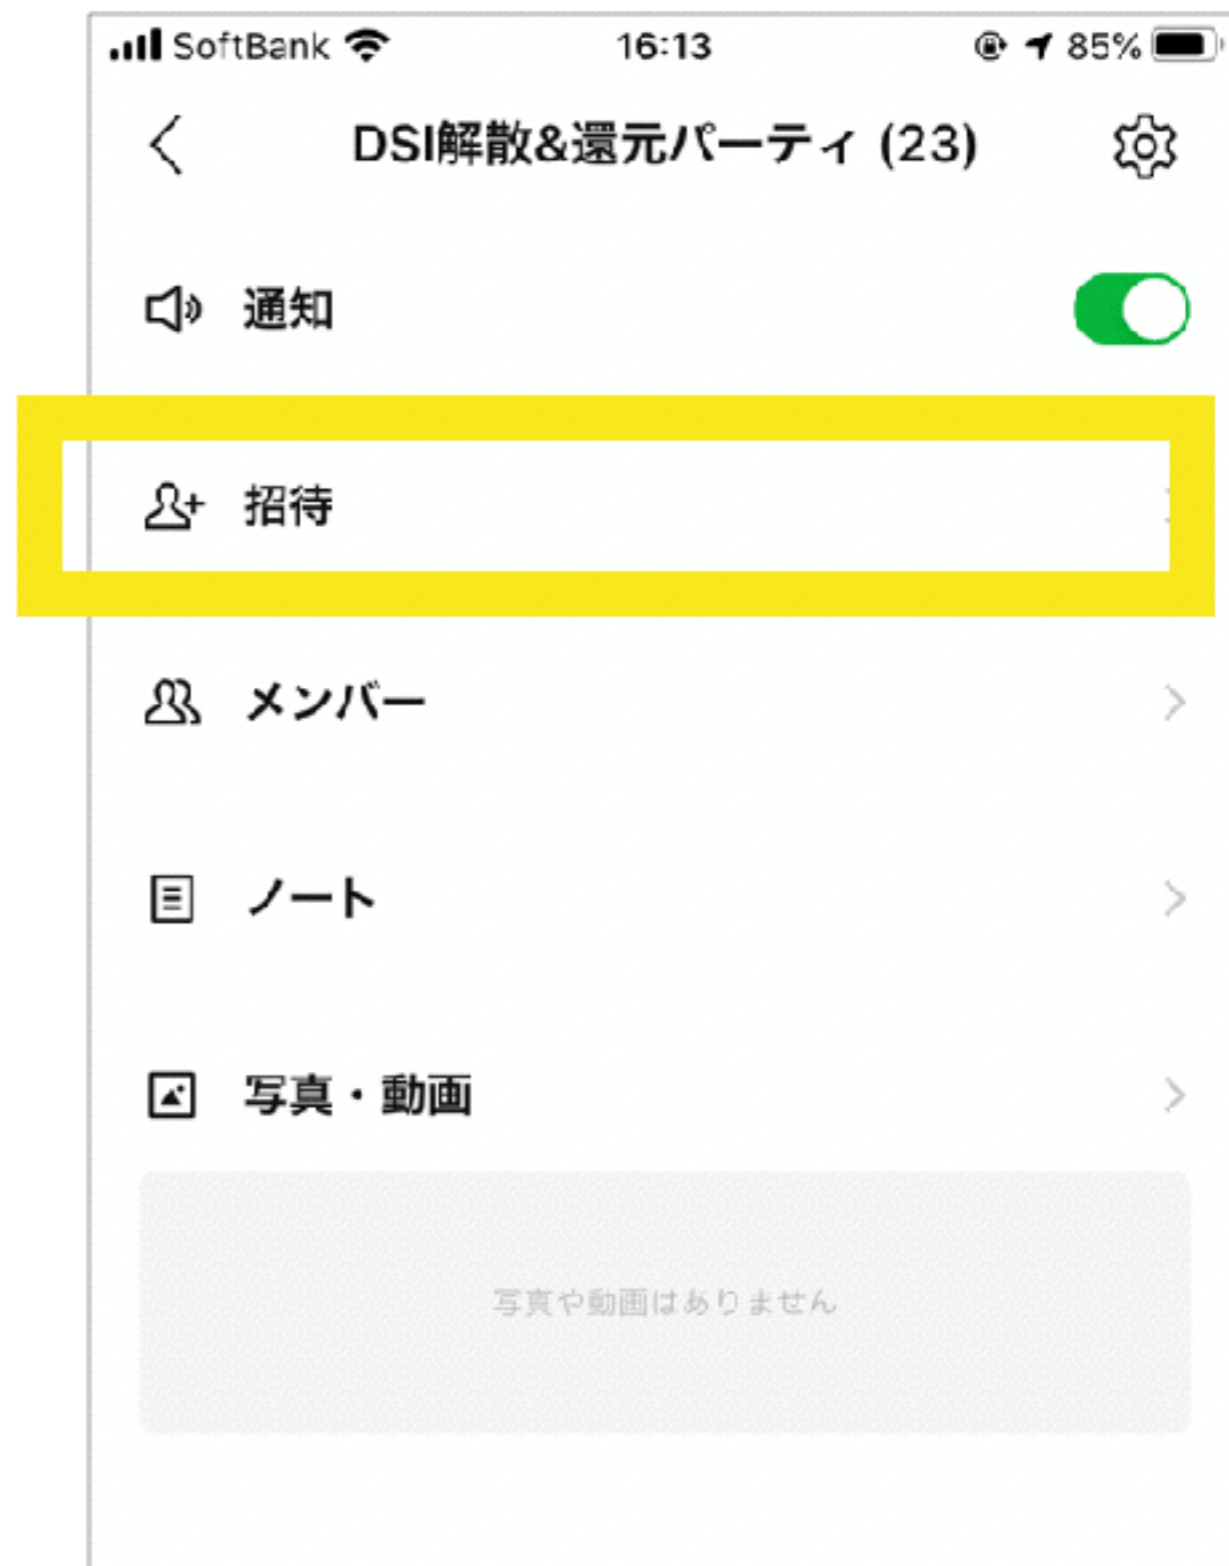 SoftBank 16:13 85%
DSI解散&還元パーティ (23)
通知
招待
メンバー
ノート
写真・動画
写真や動画はありません